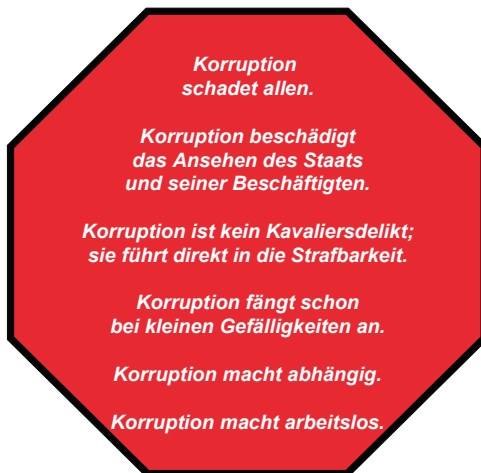 Korruption
schadet allen.
Korruption beschädigt
das Ansehen des Staats
und seiner Beschäftigten.
Korruption ist kein Kavaliersdelikt;
sie führt direkt in die Strafbarkeit.
Korruption fängt schon
bei kleinen Gefälligkeiten an.
Korruption macht abhängig.
Korruption macht arbeitslos.